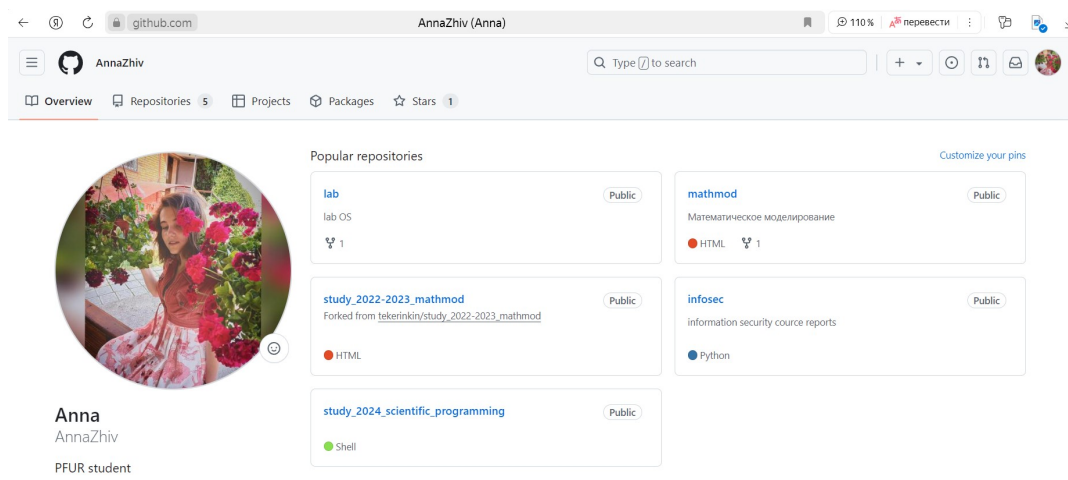 Я github.com AnnaZhiv (Anna) 110% перевести
AnnaZhiv Type / to search
Overview Repositories 5 Projects Packages Stars 1
Popular repositories Customize your pins
lab Public
lab OS
1
mathmod Public
Математическое моделирование
HTML 1
study_2022-2023_mathmod Public
Forked from tekerinkin/study_2022-2023_mathmod
HTML
infosec Public
information security cource reports
Python
study_2024_scientific_programming Public
Shell
Anna
AnnaZhiv
PFUR student